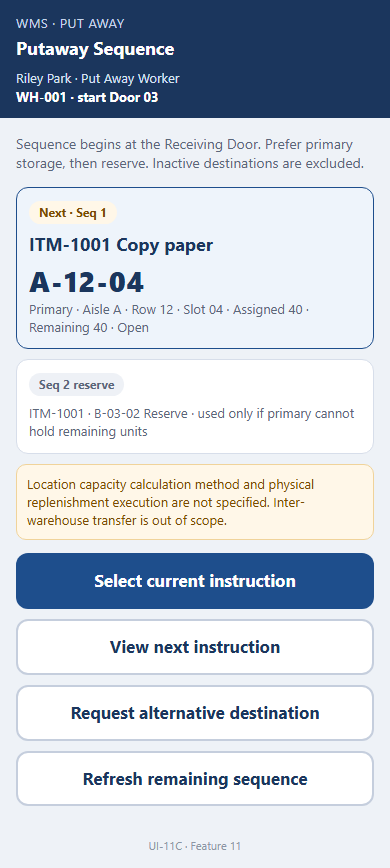 WMS · PUT AWAY
Putaway Sequence
Riley Park · Put Away Worker
WH-001 · start Door 03
Sequence begins at the Receiving Door. Prefer primary
storage, then reserve. Inactive destinations are excluded.
Next · Seq 1
ITM-1001 Copy paper
A-12-04
Primary · Aisle A · Row 12 · Slot 04 · Assigned 40 ·
Remaining 40 · Open
Seq 2 reserve
ITM-1001 · B-03-02 Reserve · used only if primary cannot
hold remaining units
Location capacity calculation method and physical
replenishment execution are not specified. Inter-
warehouse transfer is out of scope.
Select current instruction
View next instruction
Request alternative destination
Refresh remaining sequence
UI-11C · Feature 11